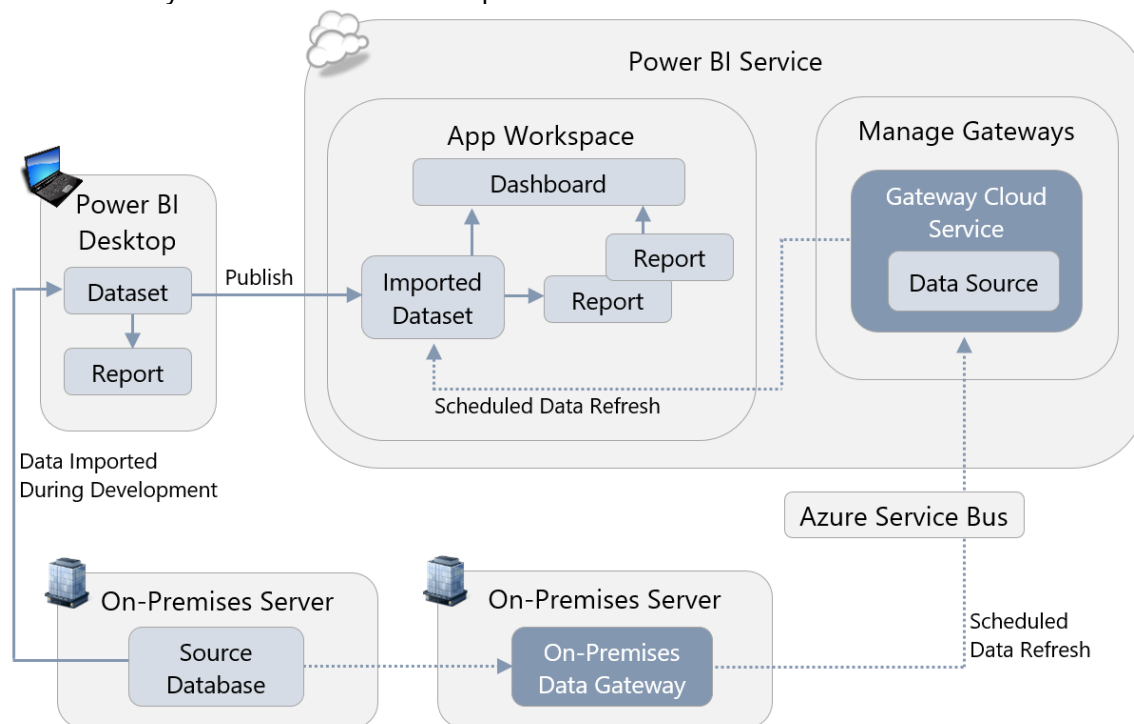 Power BI Service
App Workspace
Manage Gateways
Dashboard
Gateway Cloud
Service
Data Source
Power BI
Desktop
Dataset
Report
Publish
Imported
Dataset
Report
Report
Scheduled Data Refresh
Data Imported
During Development
Azure Service Bus
On-Premises Server
Source
Database
On-Premises Server
On-Premises
Data Gateway
Scheduled
Data Refresh